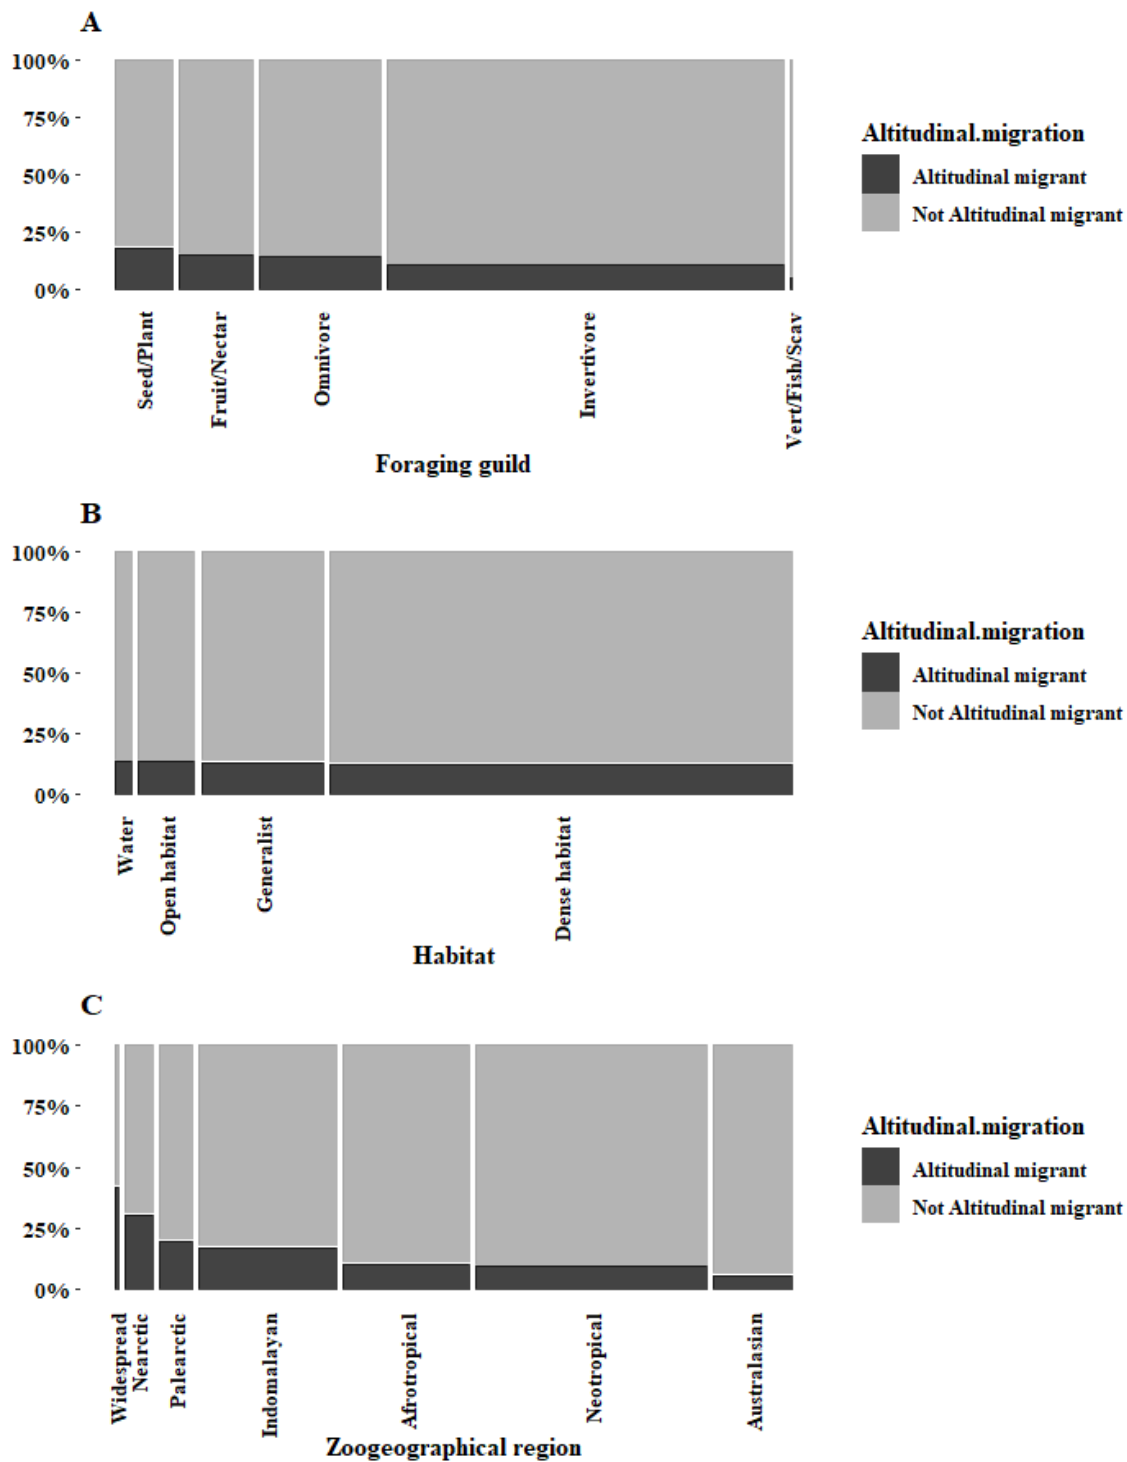 A
100%
75%
50%
25%
0%
Seed/Plant
Fruit/Nectar
Omnivore
Invertivore
Vert/Fish/Scav
Foraging guild
Altitudinal.migration
Altitudinal migrant
Not Altitudinal migrant
B
100%
75%
50%
25%
0%
Water
Open habitat
Generalist
Dense habitat
Habitat
Altitudinal.migration
Altitudinal migrant
Not Altitudinal migrant
C
100%
75%
50%
25%
0%
Widespread
Nearctic
Palearctic
Indomalayan
Afrotropical
Neotropical
Australasian
Zoogeographical region
Altitudinal.migration
Altitudinal migrant
Not Altitudinal migrant